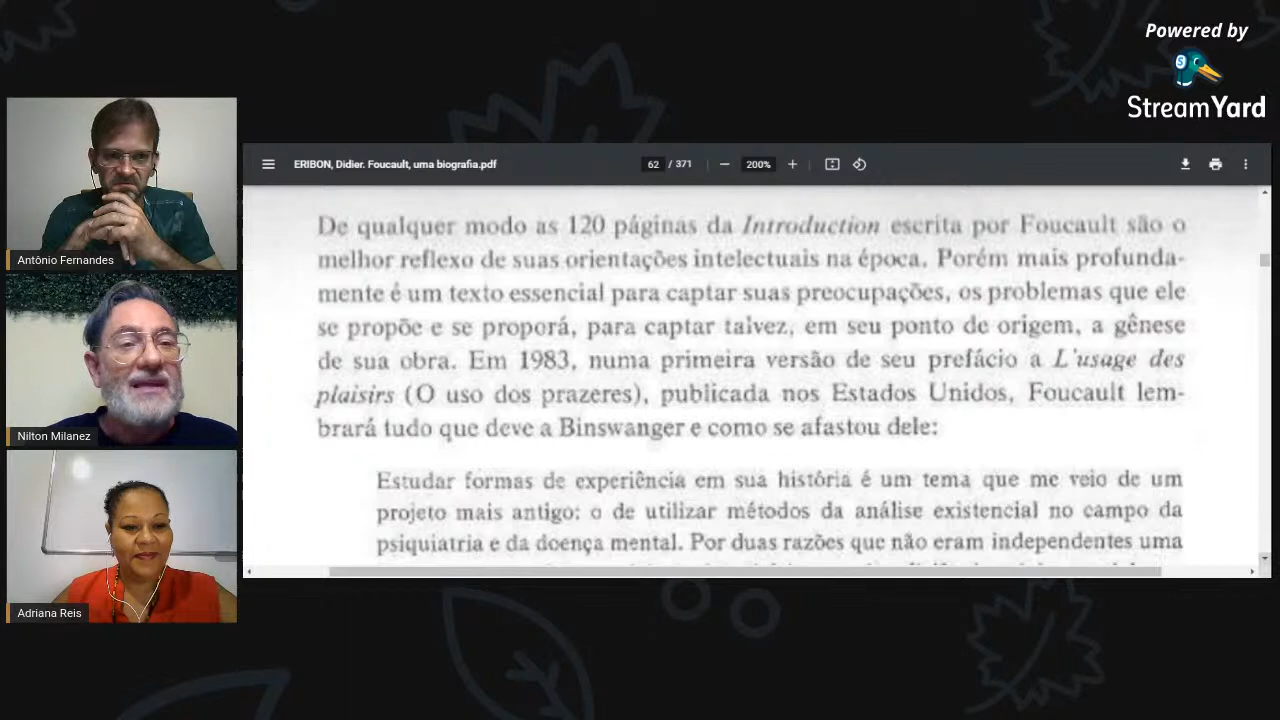 Powered by
StreamYard
Antônio Fernandes
Nilton Milanez
Adriana Reis
ERIBON, Didier. Foucault, uma biografia.pdf
62 / 371
200%
De qualquer modo as 120 páginas da Introduction escrita por Foucault são o
melhor reflexo de suas orientações intelectuais na época. Porém mais profunda-
mente é um texto essencial para captar suas preocupações, os problemas que ele
se propõe e se proporá, para captar talvez, em seu ponto de origem, a gênese
de sua obra. Em 1983, numa primeira versão de seu prefácio a L'usage des
plaisirs (O uso dos prazeres), publicada nos Estados Unidos, Foucault lem-
brará tudo que deve a Binswanger e como se afastou dele:
Estudar formas de experiência em sua história é um tema que me veio de um
projeto mais antigo: o de utilizar métodos da análise existencial no campo da
psiquiatria e da doença mental. Por duas razões que não eram independentes uma